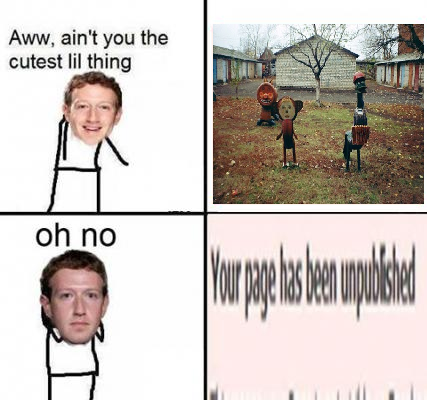 Aww, ain't you the
cutest lil thing
oh no
Your page has been unpublished